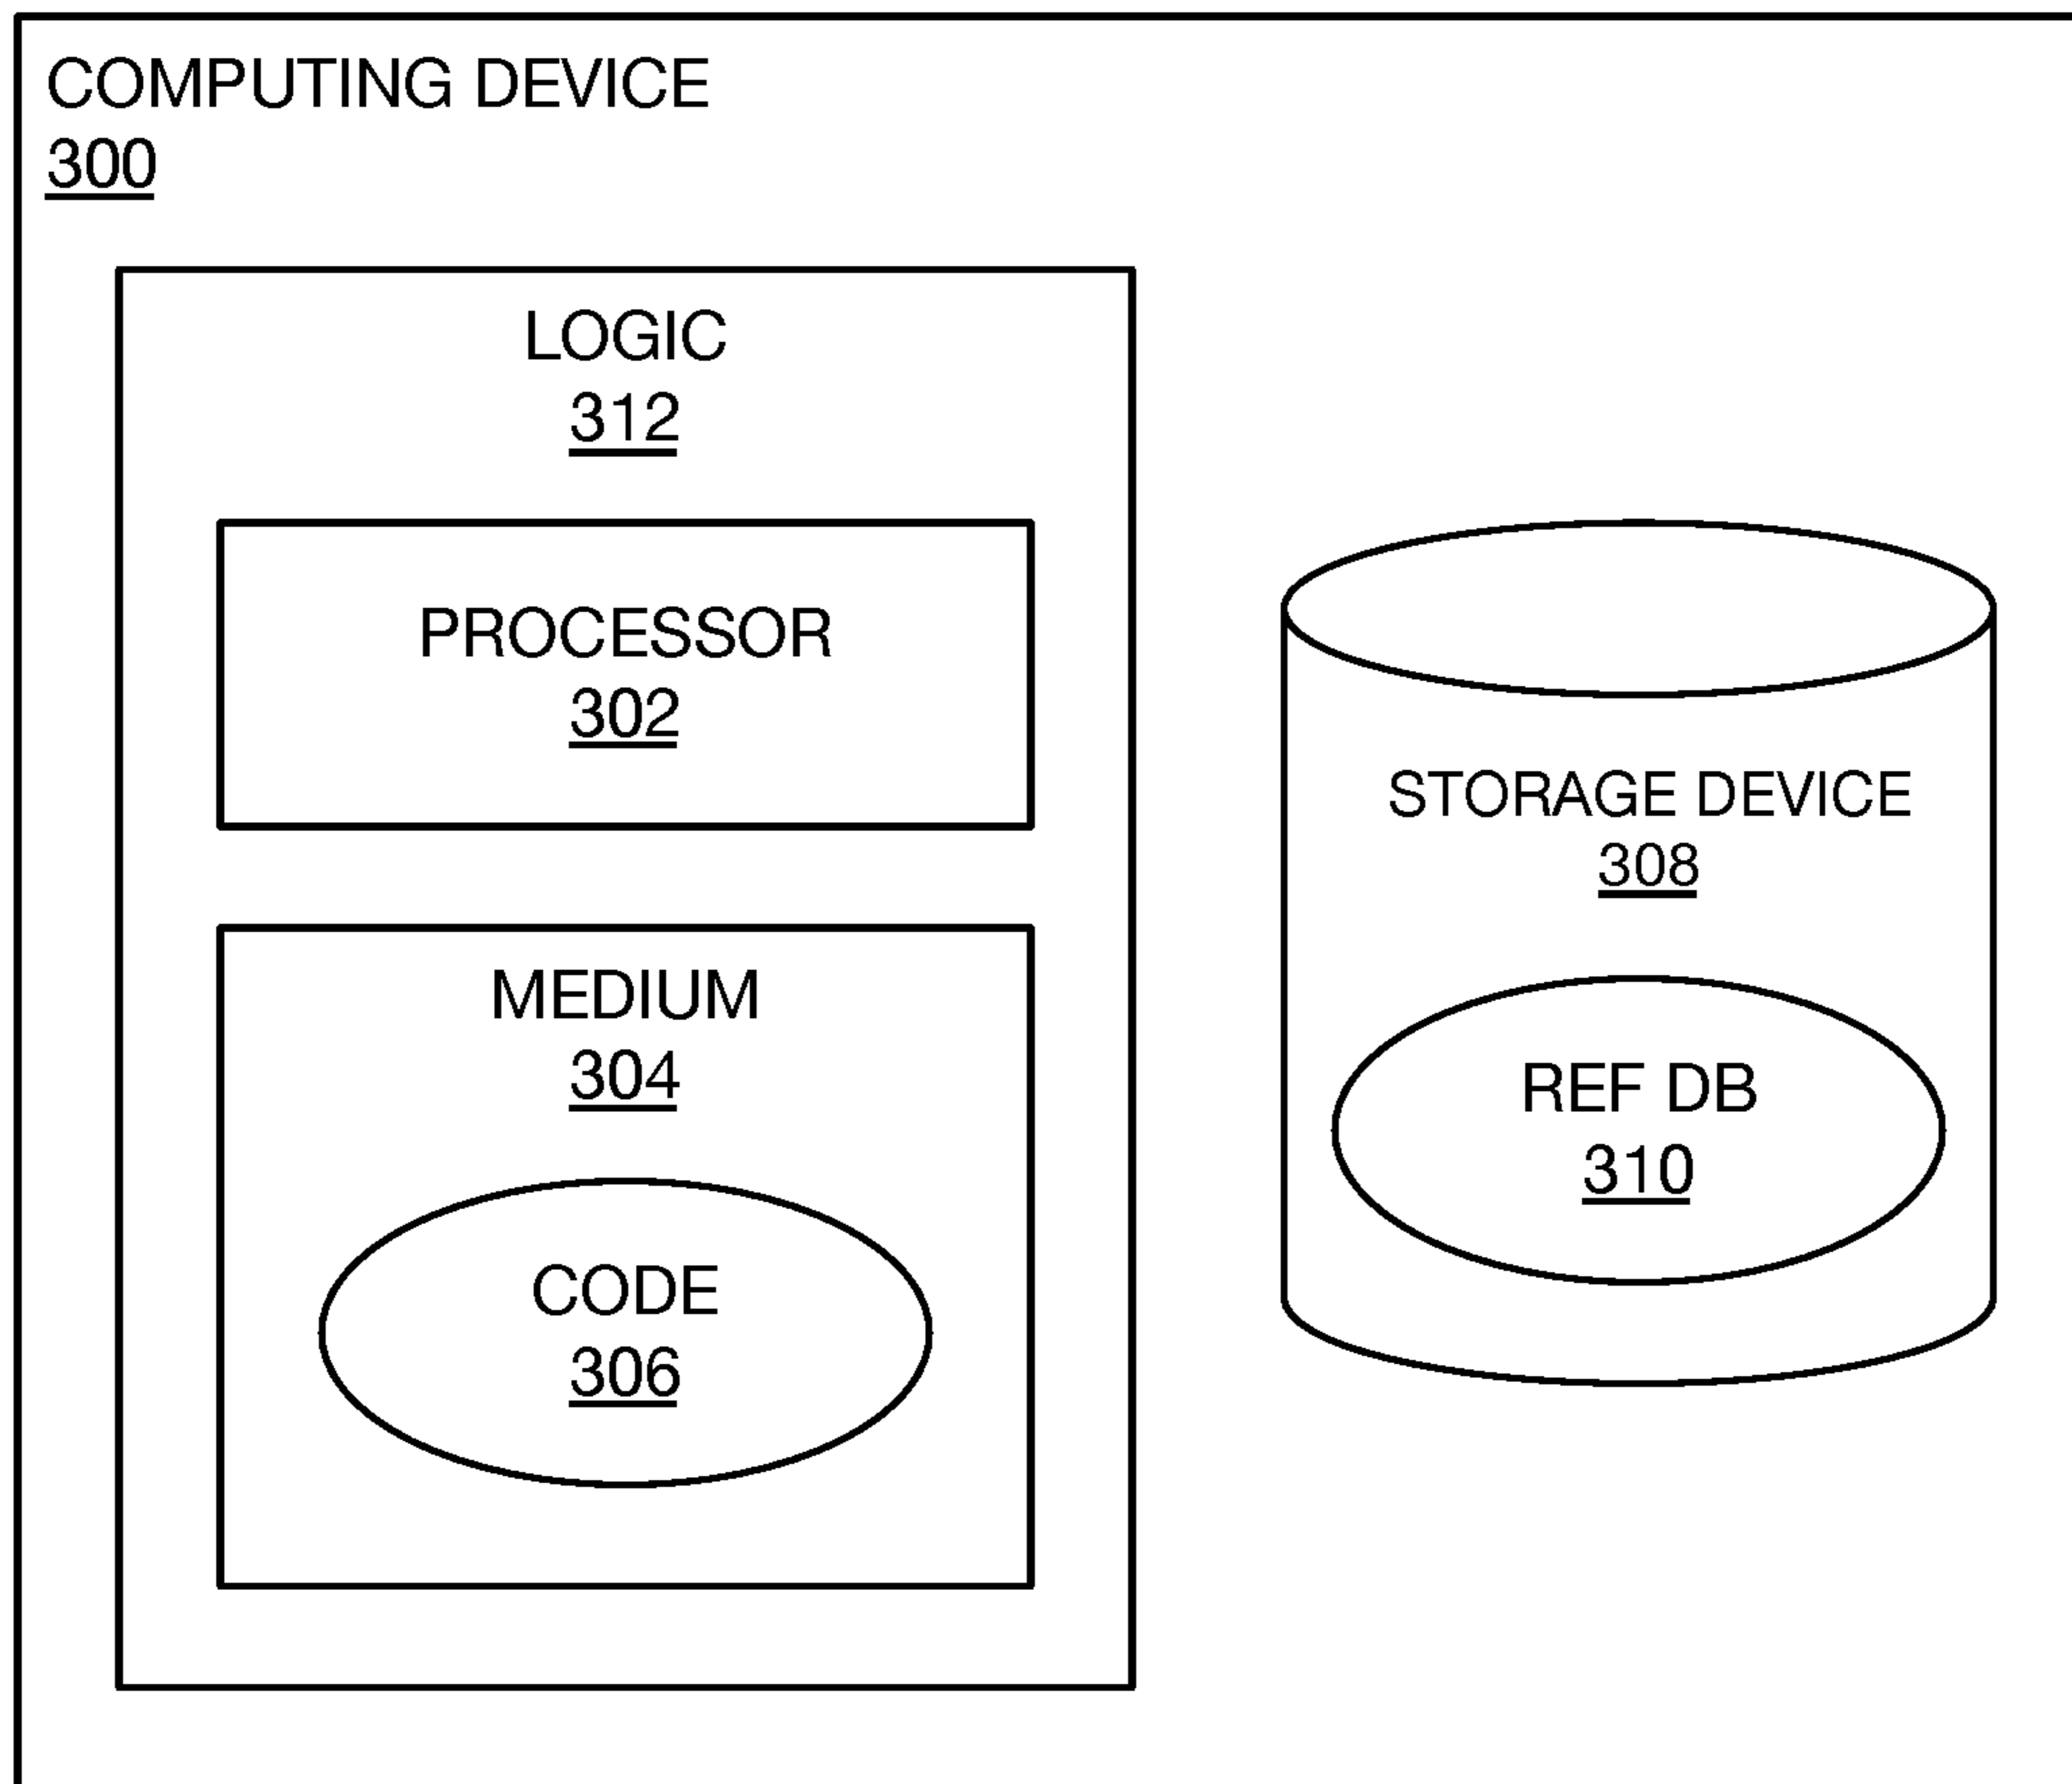 COMPUTING DEVICE
300
LOGIC
312
PROCESSOR
302
MEDIUM
304
CODE
306
STORAGE DEVICE
308
REF DB
310